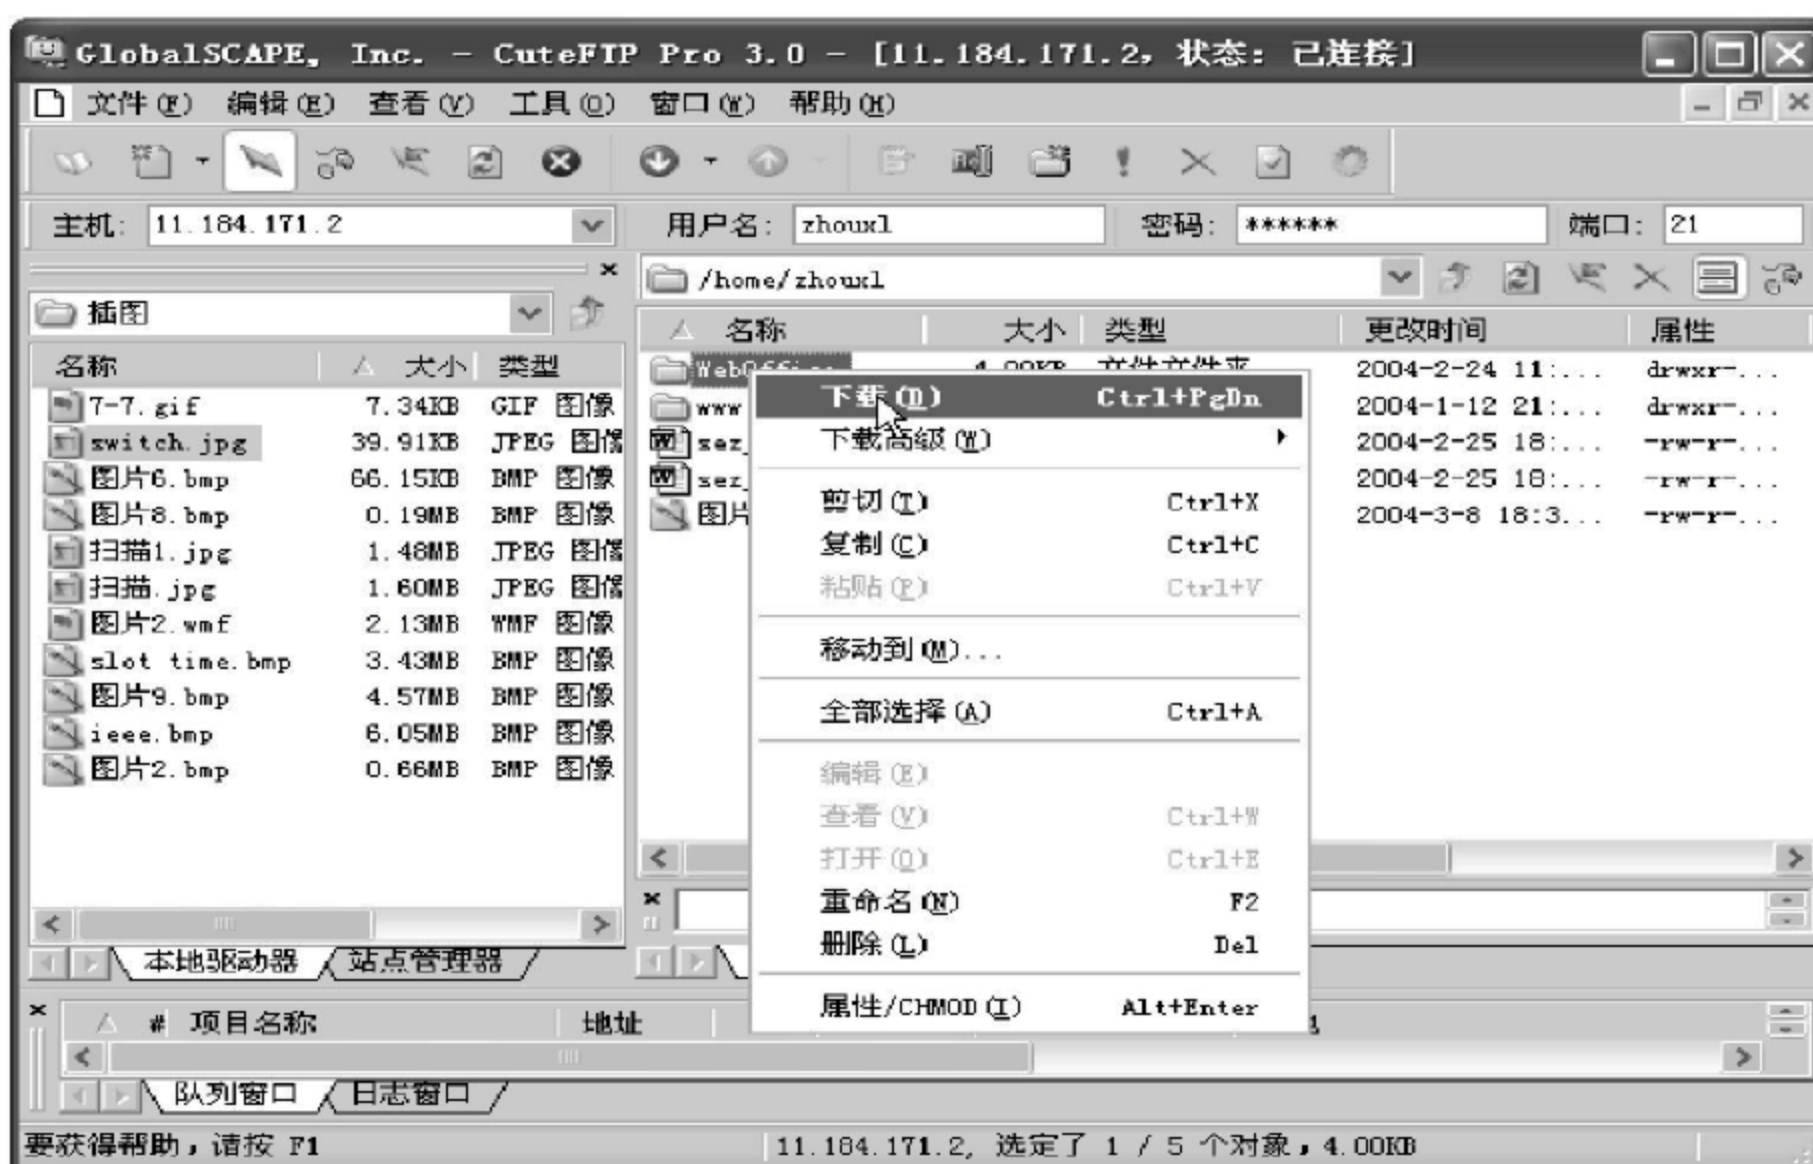 GlobalSCAPE, Inc. - CuteFTP Pro 3.0 - [11.184.171.2, 状态: 已连接]
文件(F) 编辑(E) 查看(V) 工具(O) 窗口(W) 帮助(H)
主机: 11.184.171.2 用户名: zhouxl 密码: ****** 端口: 21
/home/zhouxl
插图
名称 大小 类型 更改时间 属性
名称 大小 类型
7-7.gif 7.34KB GIF 图像
switch.jpg 39.91KB JPEG 图像
图片6.bmp 66.15KB BMP 图像
图片8.bmp 0.19MB BMP 图像
扫描1.jpg 1.48MB JPEG 图像
扫描.jpg 1.60MB JPEG 图像
图片2.wmf 2.13MB WMF 图像
slot time.bmp 3.43MB BMP 图像
图片9.bmp 4.57MB BMP 图像
ieee.bmp 6.05MB BMP 图像
图片2.bmp 0.66MB BMP 图像
4.00KB 文件文件夹 2004-2-24 11:... drwxr-...
www 2004-1-12 21:... drwxr-...
sez_ 2004-2-25 18:... -rw-r-...
sez_ 2004-2-25 18:... -rw-r-...
图片 2004-3-8 18:3... -rw-r-...
下载(D) Ctrl+PgDn
下载高级(W)
剪切(T) Ctrl+X
复制(C) Ctrl+C
粘贴(P) Ctrl+V
移动到(M)...
全部选择(A) Ctrl+A
编辑(E)
查看(V) Ctrl+W
打开(O) Ctrl+E
重命名(N) F2
删除(L) Del
属性/CHMOD(I) Alt+Enter
本地驱动器 站点管理器
# 项目名称 地址
队列窗口 日志窗口
要获得帮助,请按 F1 11.184.171.2, 选定了 1 / 5 个对象,4.00KB